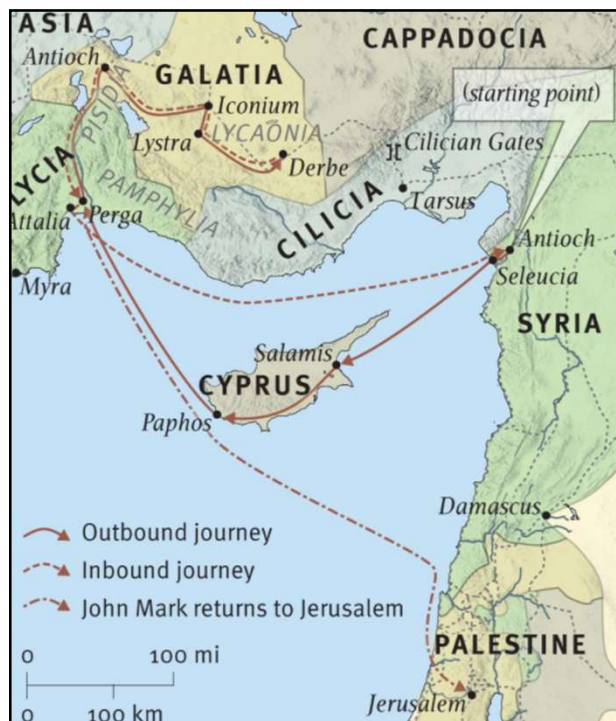 ASIA
Antioch
GALATIA
CAPPADOCIA
(starting point)
PISIDIA
Iconium
LYCAONIA
Lystra
Derbe
Cilician Gates
Tarsus
LYCIA
PAMPHYLIA
CILICIA
Attalia
Perga
Antioch
Seleucia
Myra
SYRIA
Salamis
CYPRUS
Paphos
Damascus
Outbound journey
Inbound journey
John Mark returns to Jerusalem
0 100 mi
0 100 km
PALESTINE
Jerusalem